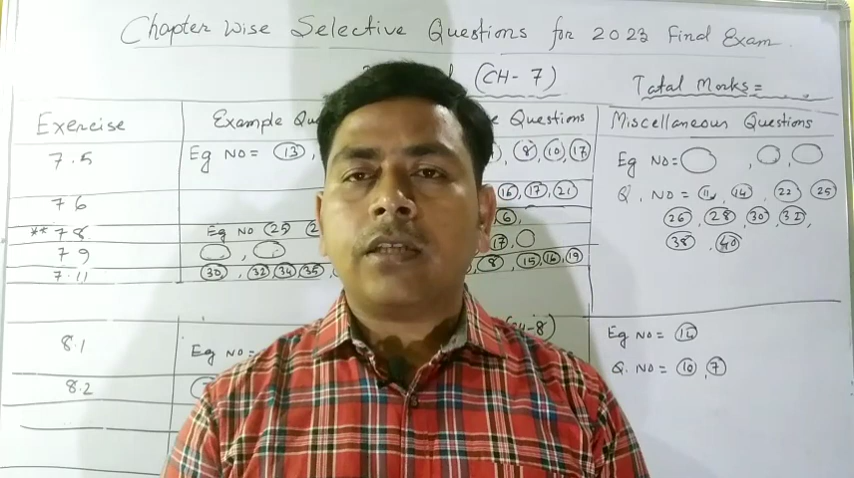 Chapter Wise Selective Questions for 2023 Final Exam.
(CH- 7)
Tatal Marks= .....
Exercise
Example Qu
Questions
Miscellaneous Questions
7.5
Eg NO= 13,
8, 10, 17
Eg NO= , ,
7 6
16, 17, 21
Q. NO = 11, 14, 22, 25
26, 28, 30, 32,
38, 40
** 7 8
Eg NO 25
6,
7 9
,
17,
7.11
30, 32 34 35
8, 15, 16, 19
(CH-8)
8.1
Eg NO=
Eg NO= 14
Q. NO= 10, 7
8.2